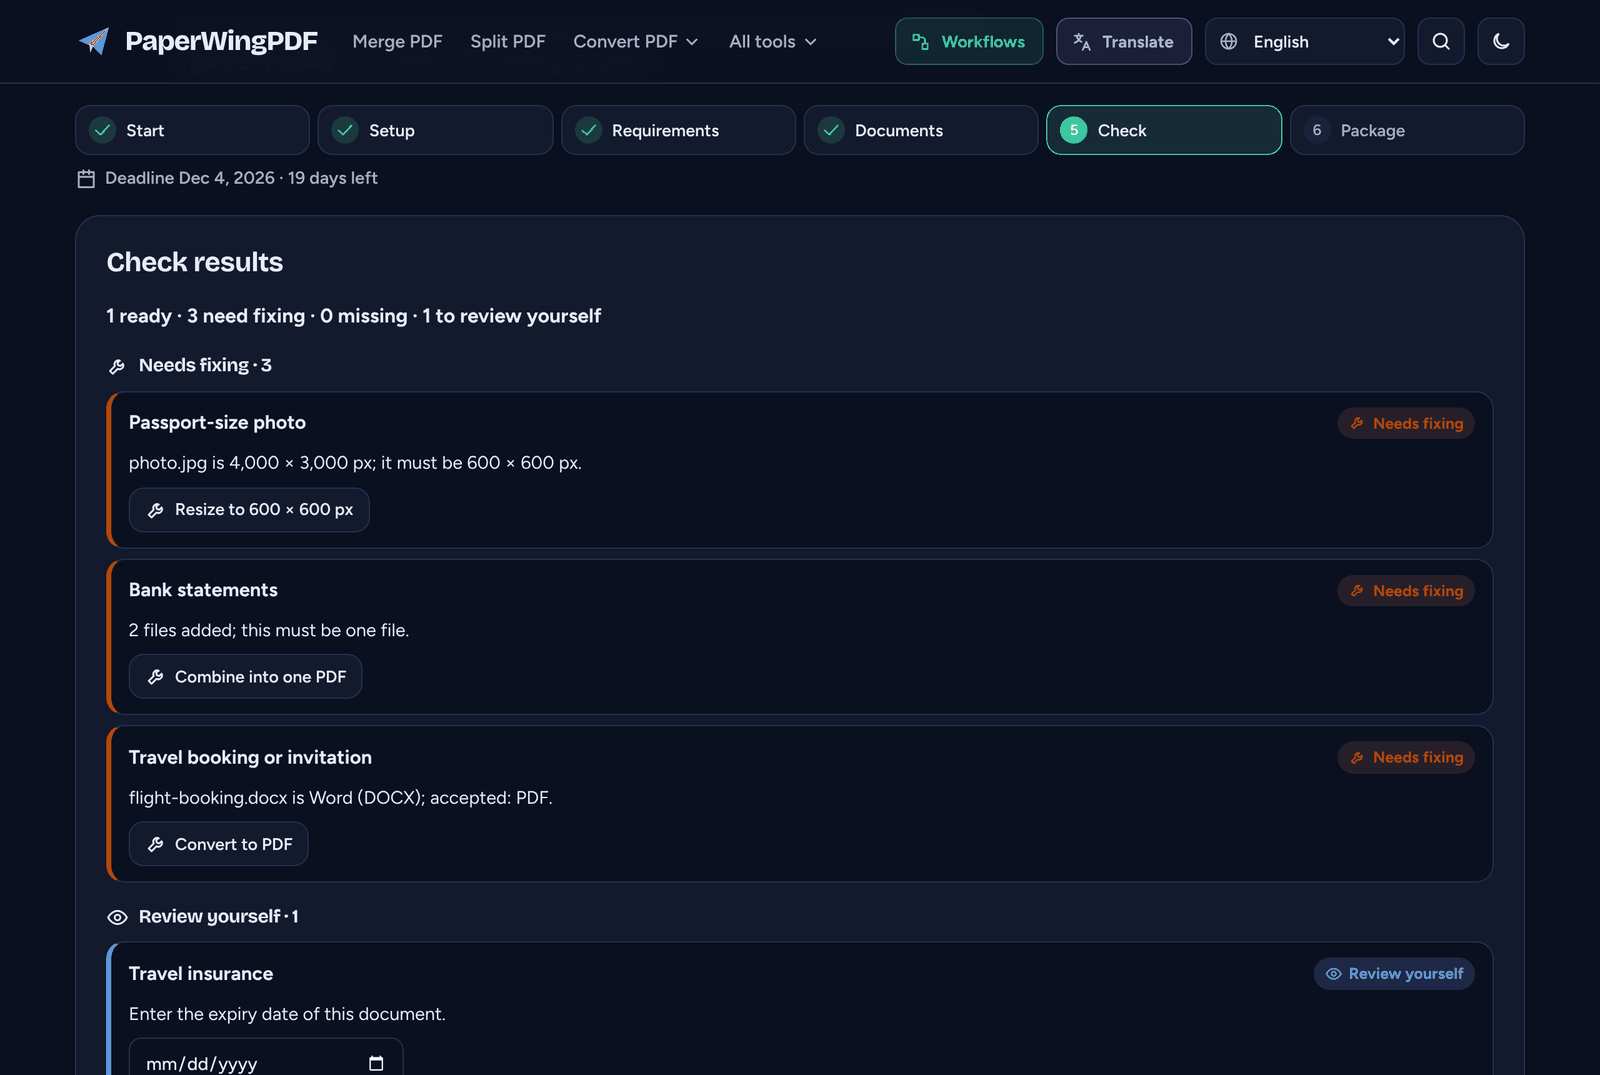 PaperWingPDF Merge PDF Split PDF Convert PDF All tools Workflows Translate English
Start Setup Requirements Documents 5 Check 6 Package
Deadline Dec 4, 2026 · 19 days left
Check results
1 ready · 3 need fixing · 0 missing · 1 to review yourself
Needs fixing · 3
Passport-size photo Needs fixing
photo.jpg is 4,000 × 3,000 px; it must be 600 × 600 px.
Resize to 600 × 600 px
Bank statements Needs fixing
2 files added; this must be one file.
Combine into one PDF
Travel booking or invitation Needs fixing
flight-booking.docx is Word (DOCX); accepted: PDF.
Convert to PDF
Review yourself · 1
Travel insurance Review yourself
Enter the expiry date of this document.
mm/dd/yyyy